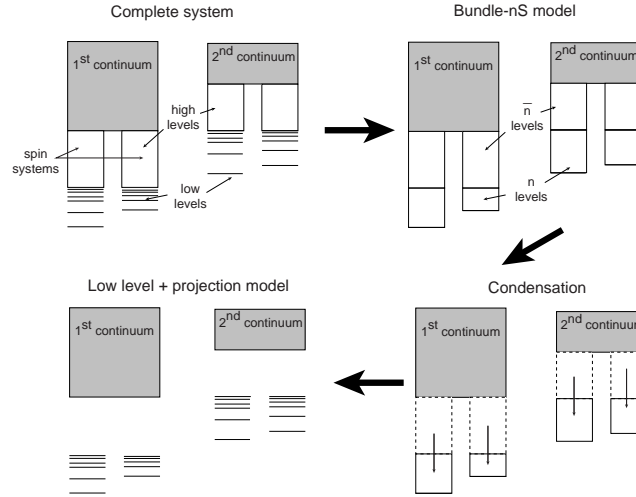 Complete system
1st continuum
2nd continuum
high
levels
spin
systems
low
levels
Bundle-nS model
1st continuum
2nd continuum
n̅
levels
n
levels
Low level + projection model
1st continuum
2nd continuum
Condensation
1st continuum
2nd continuum